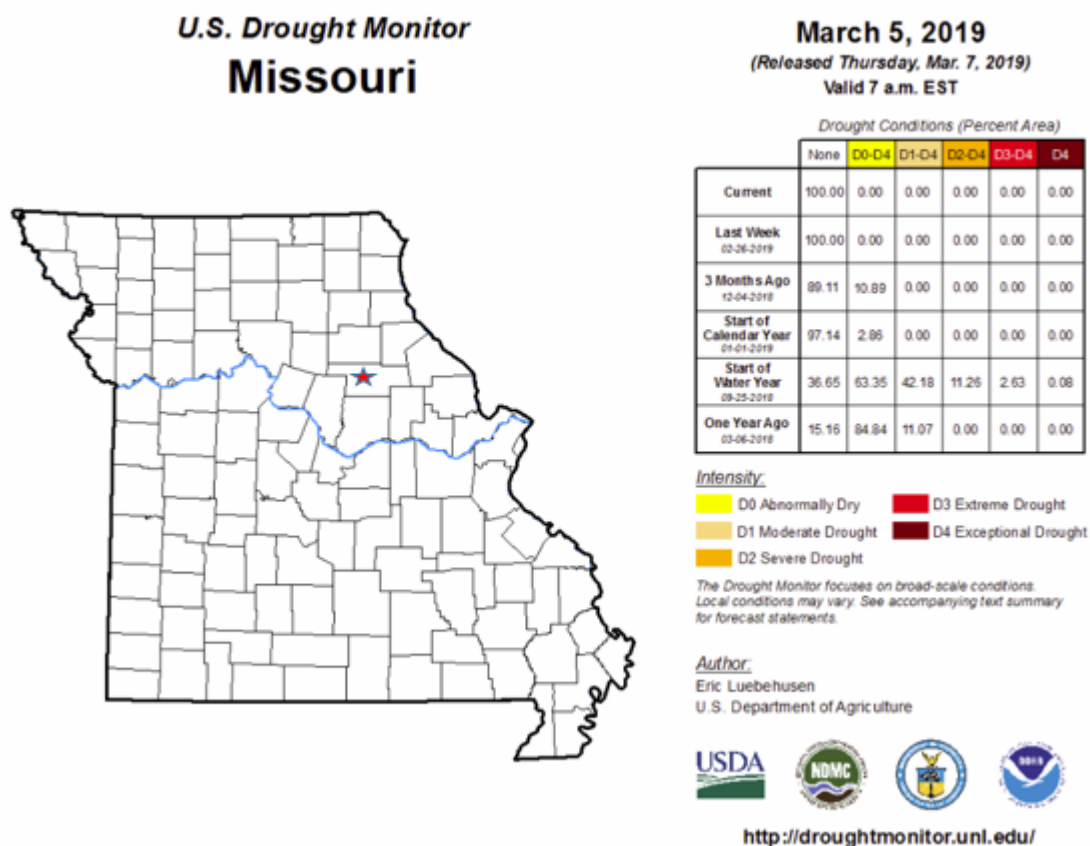 U.S. Drought Monitor
Missouri
March 5, 2019
(Released Thursday, Mar. 7, 2019)
Valid 7 a.m. EST
Drought Conditions (Percent Area)
None D0-D4 D1-D4 D2-D4 D3-D4 D4
Current 100.00 0.00 0.00 0.00 0.00 0.00
Last Week
02-26-2019
100.00 0.00 0.00 0.00 0.00 0.00
3 Months Ago
12-04-2018
89.11 10.89 0.00 0.00 0.00 0.00
Start of
Calendar Year
01-01-2019
97.14 2.86 0.00 0.00 0.00 0.00
Start of
Water Year
09-25-2018
36.65 63.35 42.18 11.26 2.63 0.08
One Year Ago
03-06-2018
15.16 84.84 11.07 0.00 0.00 0.00
Intensity:
D0 Abnormally Dry
D1 Moderate Drought
D2 Severe Drought
D3 Extreme Drought
D4 Exceptional Drought
The Drought Monitor focuses on broad-scale conditions.
Local conditions may vary. See accompanying text summary
for forecast statements.
Author:
Eric Luebehusen
U.S. Department of Agriculture
USDA
NDMC
http://droughtmonitor.unl.edu/